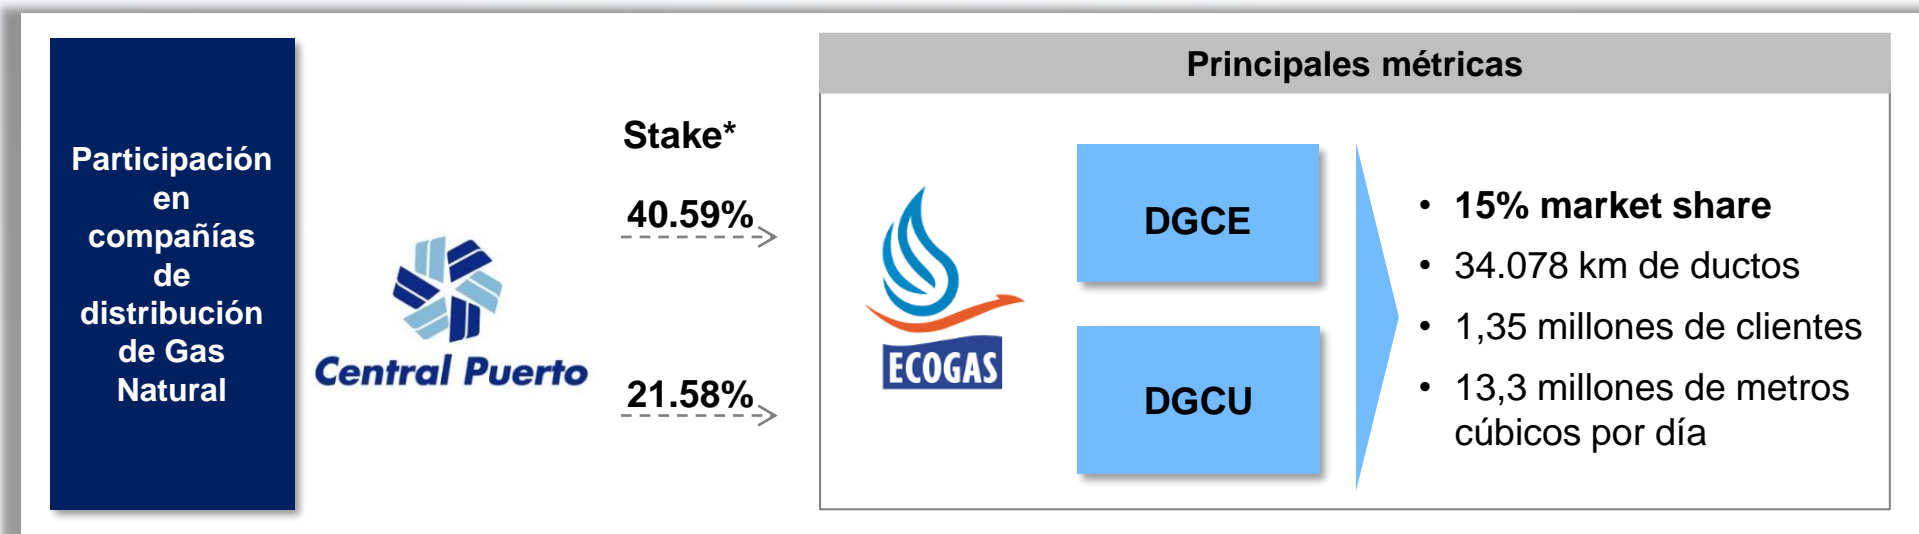 Participación
en
compañías
de
distribución
de Gas
Natural
Central Puerto
Stake*
40.59%
21.58%
Principales métricas
ECOGAS
DGCE
DGCU
• 15% market share
• 34.078 km de ductos
• 1,35 millones de clientes
• 13,3 millones de metros
cúbicos por día